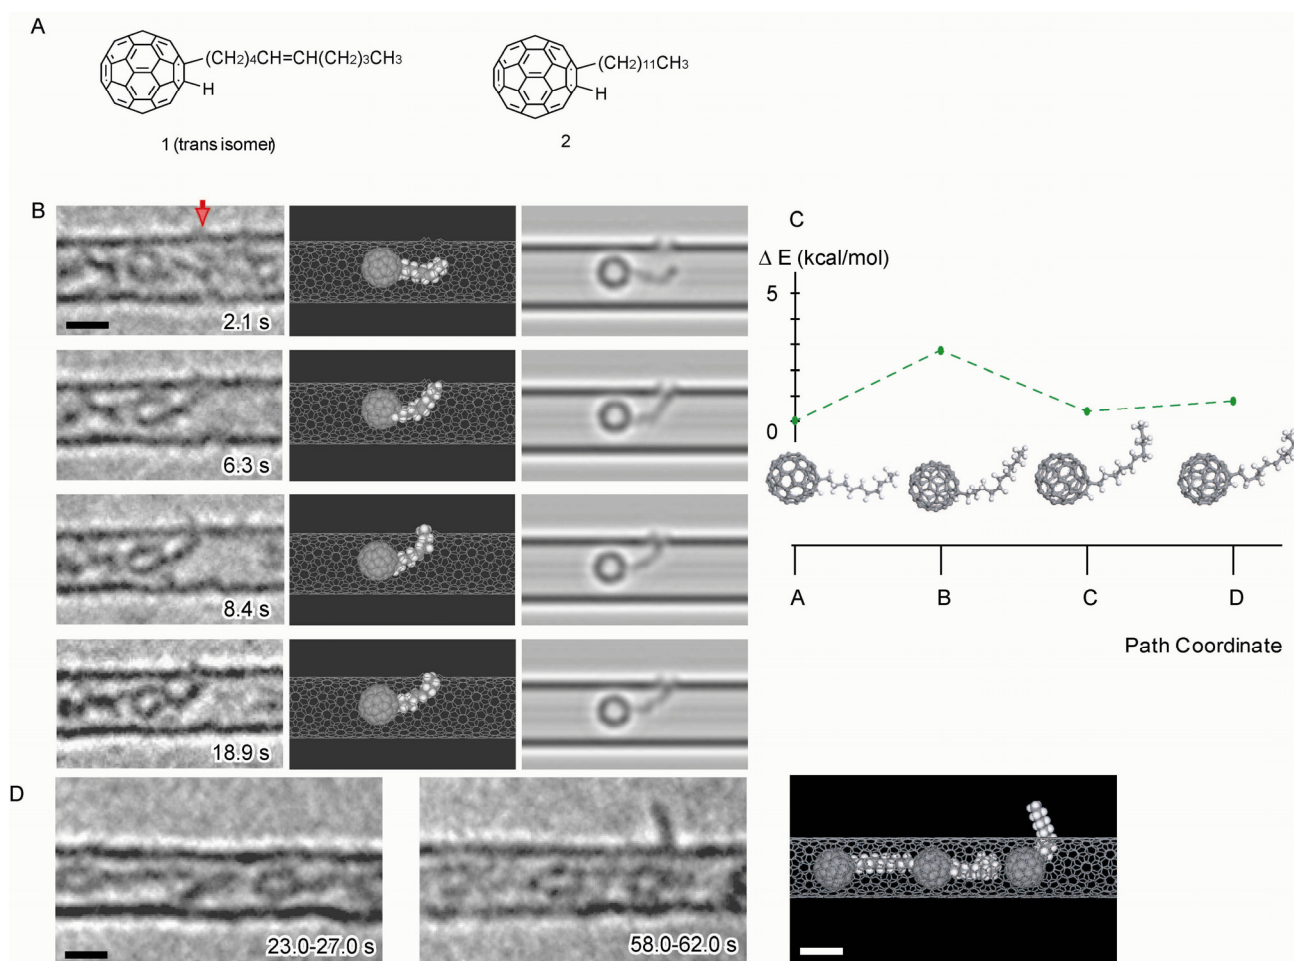 A
(CH₂)₄CH=CH(CH₂)₃CH₃
H
1 (trans isomer)
(CH₂)₁₁CH₃
H
2
B
2.1 s
6.3 s
8.4 s
18.9 s
C
Δ E (kcal/mol)
5
0
A B C D
Path Coordinate
D
23.0-27.0 s
58.0-62.0 s